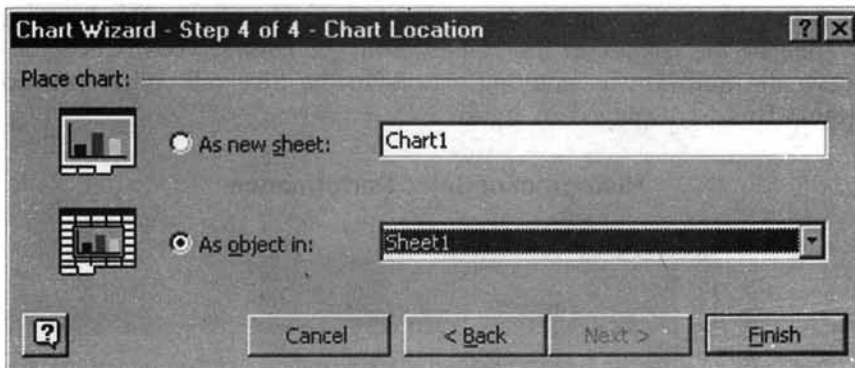 Chart Wizard - Step 4 of 4 - Chart Location
Place chart:
As new sheet: Chart1
As object in: Sheet1
Cancel < Back Next > Finish